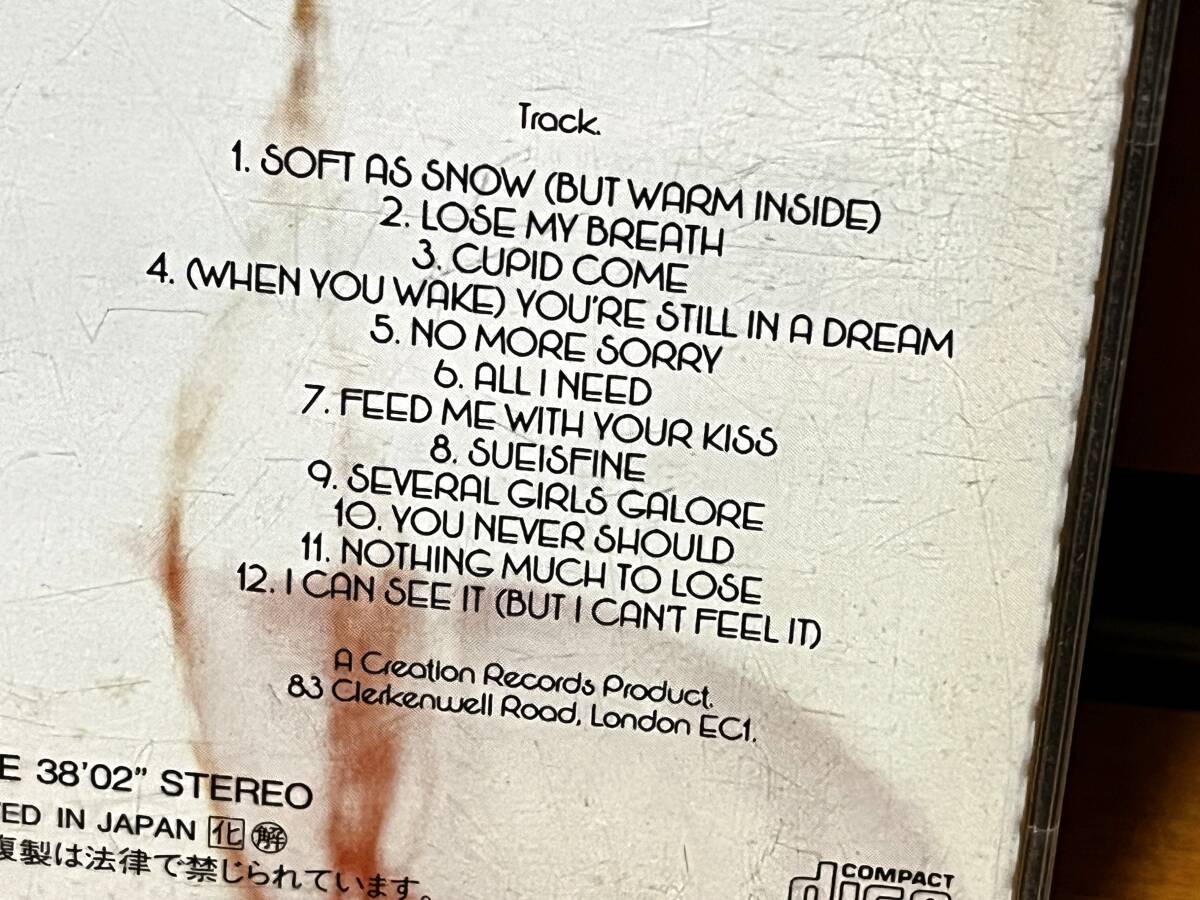 Track.
1. SOFT AS SNOW (BUT WARM INSIDE)
2. LOSE MY BREATH
3. CUPID COME
4. (WHEN YOU WAKE) YOU'RE STILL IN A DREAM
5. NO MORE SORRY
6. ALL I NEED
7. FEED ME WITH YOUR KISS
8. SUEISFINE
9. SEVERAL GIRLS GALORE
10. YOU NEVER SHOULD
11. NOTHING MUCH TO LOSE
12. I CAN SEE IT (BUT I CAN'T FEEL IT)
A Creation Records Product.
83 Clerkenwell Road, London EC1.
E 38'02" STEREO
TED IN JAPAN 化 解
複製は法律で禁じられています。
COMPACT
disc